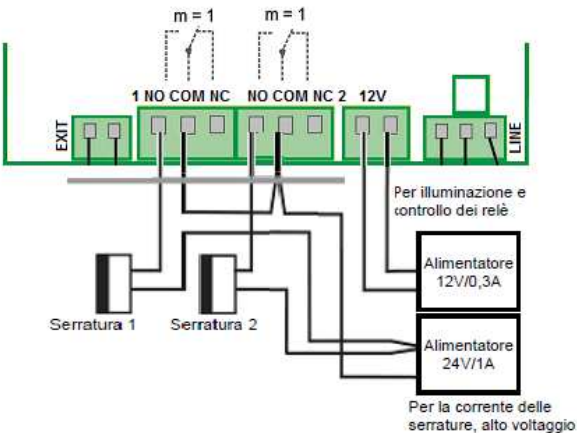 m = 1
m = 1
1 NO COM NC
NO COM NC 2
12V
EXIT
LINE
Per illuminazione e
controllo dei relè
Alimentatore
12V/0,3A
Serratura 1
Serratura 2
Alimentatore
24V/1A
Per la corrente delle
serrature, alto voltaggio